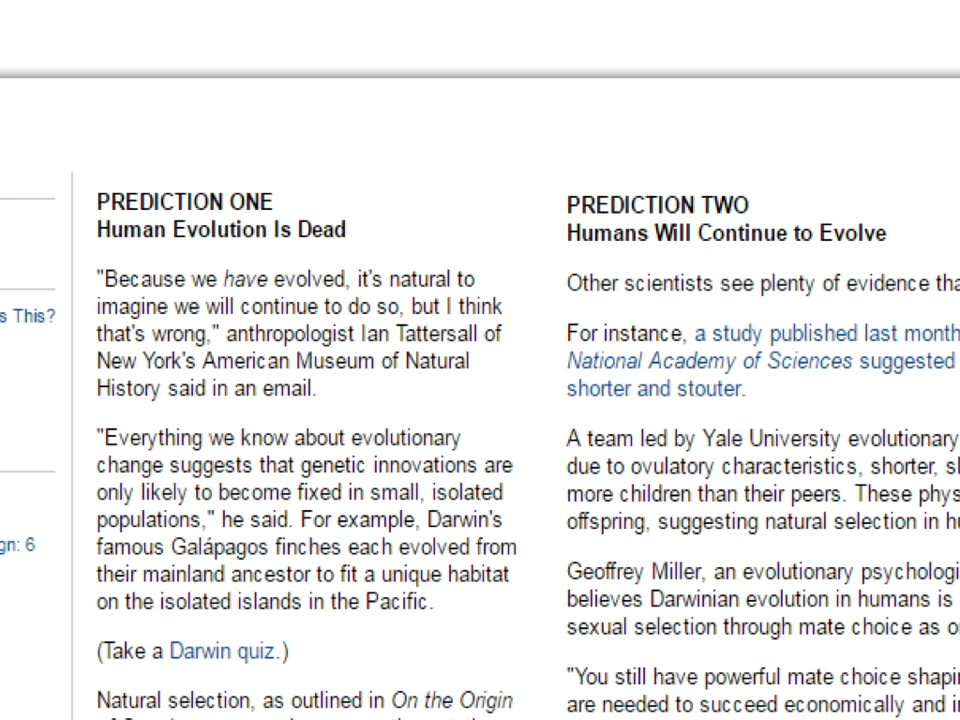 s This?
gn: 6
PREDICTION ONE
Human Evolution Is Dead
"Because we have evolved, it's natural to
imagine we will continue to do so, but I think
that's wrong," anthropologist Ian Tattersall of
New York's American Museum of Natural
History said in an email.
"Everything we know about evolutionary
change suggests that genetic innovations are
only likely to become fixed in small, isolated
populations," he said. For example, Darwin's
famous Galápagos finches each evolved from
their mainland ancestor to fit a unique habitat
on the isolated islands in the Pacific.
(Take a Darwin quiz.)
Natural selection, as outlined in On the Origin
PREDICTION TWO
Humans Will Continue to Evolve
Other scientists see plenty of evidence tha
For instance, a study published last month
National Academy of Sciences suggested
shorter and stouter.
A team led by Yale University evolutionary
due to ovulatory characteristics, shorter, sl
more children than their peers. These phys
offspring, suggesting natural selection in hu
Geoffrey Miller, an evolutionary psychologi
believes Darwinian evolution in humans is
sexual selection through mate choice as o
"You still have powerful mate choice shapi
are needed to succeed economically and i